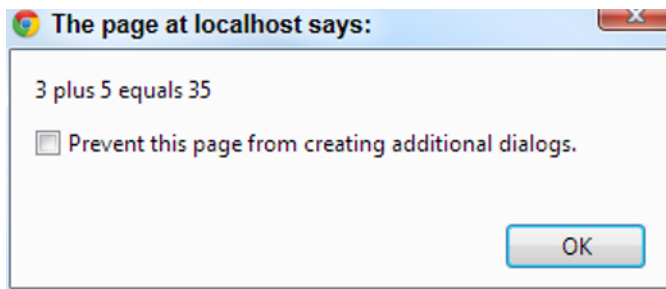 The page at localhost says:
3 plus 5 equals 35
Prevent this page from creating additional dialogs.
OK